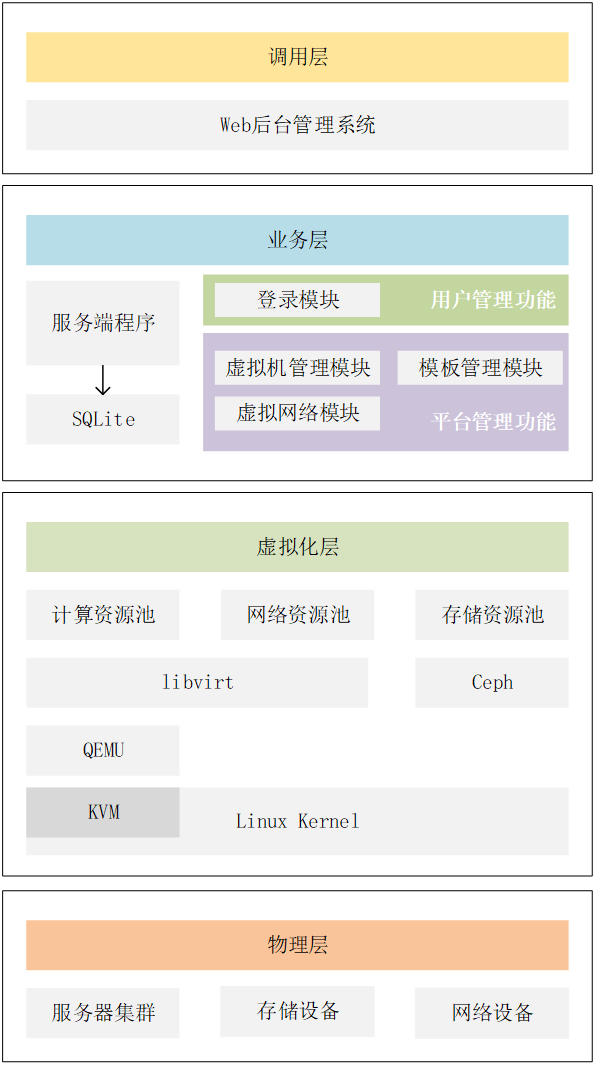 调用层
Web后台管理系统
业务层
服务端程序
SQLite
登录模块
用户管理功能
虚拟机管理模块
模板管理模块
虚拟网络模块
平台管理功能
虚拟化层
计算资源池
网络资源池
存储资源池
libvirt
Ceph
QEMU
KVM
Linux Kernel
物理层
服务器集群
存储设备
网络设备